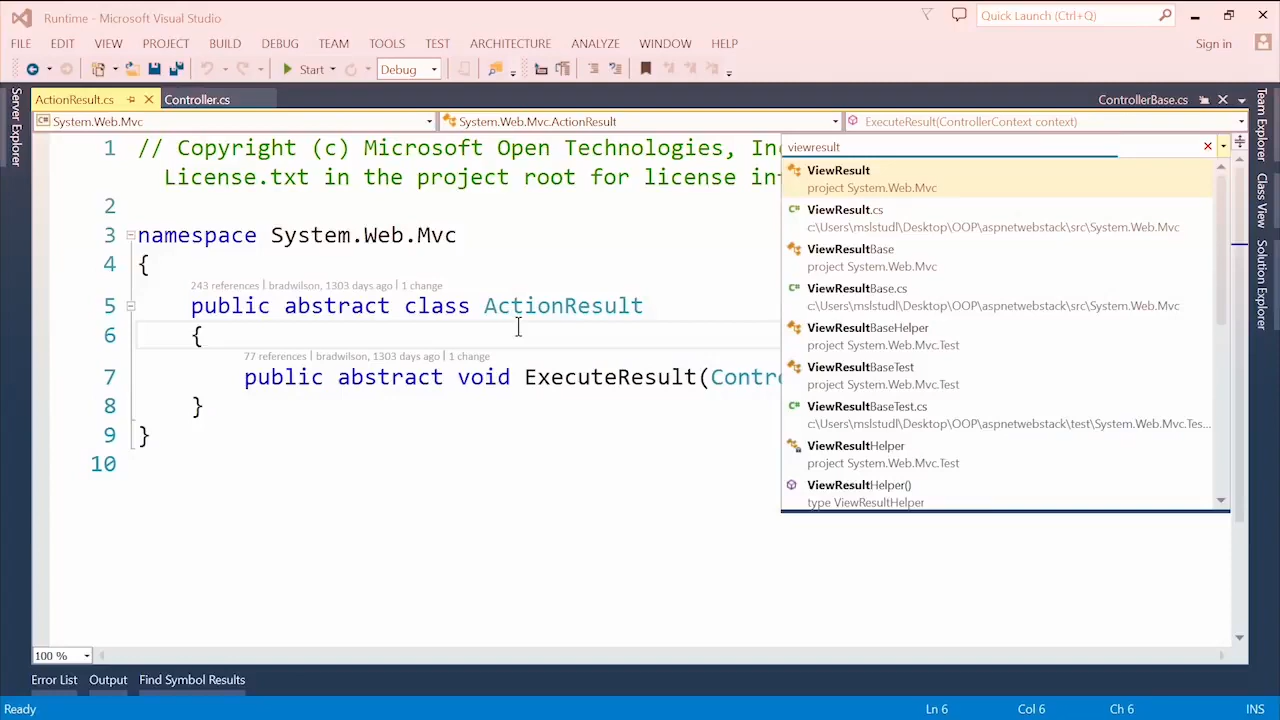 Runtime - Microsoft Visual Studio
Quick Launch (Ctrl+Q)
FILE EDIT VIEW PROJECT BUILD DEBUG TEAM TOOLS TEST ARCHITECTURE ANALYZE WINDOW HELP
Sign in
Start Debug
Server Explorer
ActionResult.cs Controller.cs ControllerBase.cs
System.Web.Mvc System.Web.Mvc.ActionResult ExecuteResult(ControllerContext context)
Team Explorer
Class View
Solution Explorer
1 // Copyright (c) Microsoft Open Technologies,
License.txt in the project root for license
2
3 namespace System.Web.Mvc
4 {
243 references | bradwilson, 1303 days ago | 1 change
5 public abstract class ActionResult
6 {
77 references | bradwilson, 1303 days ago | 1 change
7 public abstract void ExecuteResult(Contro
8 }
9 }
10
viewresult
ViewResult
project System.Web.Mvc
ViewResult.cs
c:\Users\mslstudl\Desktop\OOP\aspnetwebstack\src\System.Web.Mvc
ViewResultBase
project System.Web.Mvc
ViewResultBase.cs
c:\Users\mslstudl\Desktop\OOP\aspnetwebstack\src\System.Web.Mvc
ViewResultBaseHelper
project System.Web.Mvc.Test
ViewResultBaseTest
project System.Web.Mvc.Test
ViewResultBaseTest.cs
c:\Users\mslstudl\Desktop\OOP\aspnetwebstack\test\System.Web.Mvc.Tes...
ViewResultHelper
project System.Web.Mvc.Test
ViewResultHelper()
type ViewResultHelper
100 %
Error List Output Find Symbol Results
Ready Ln 6 Col 6 Ch 6 INS